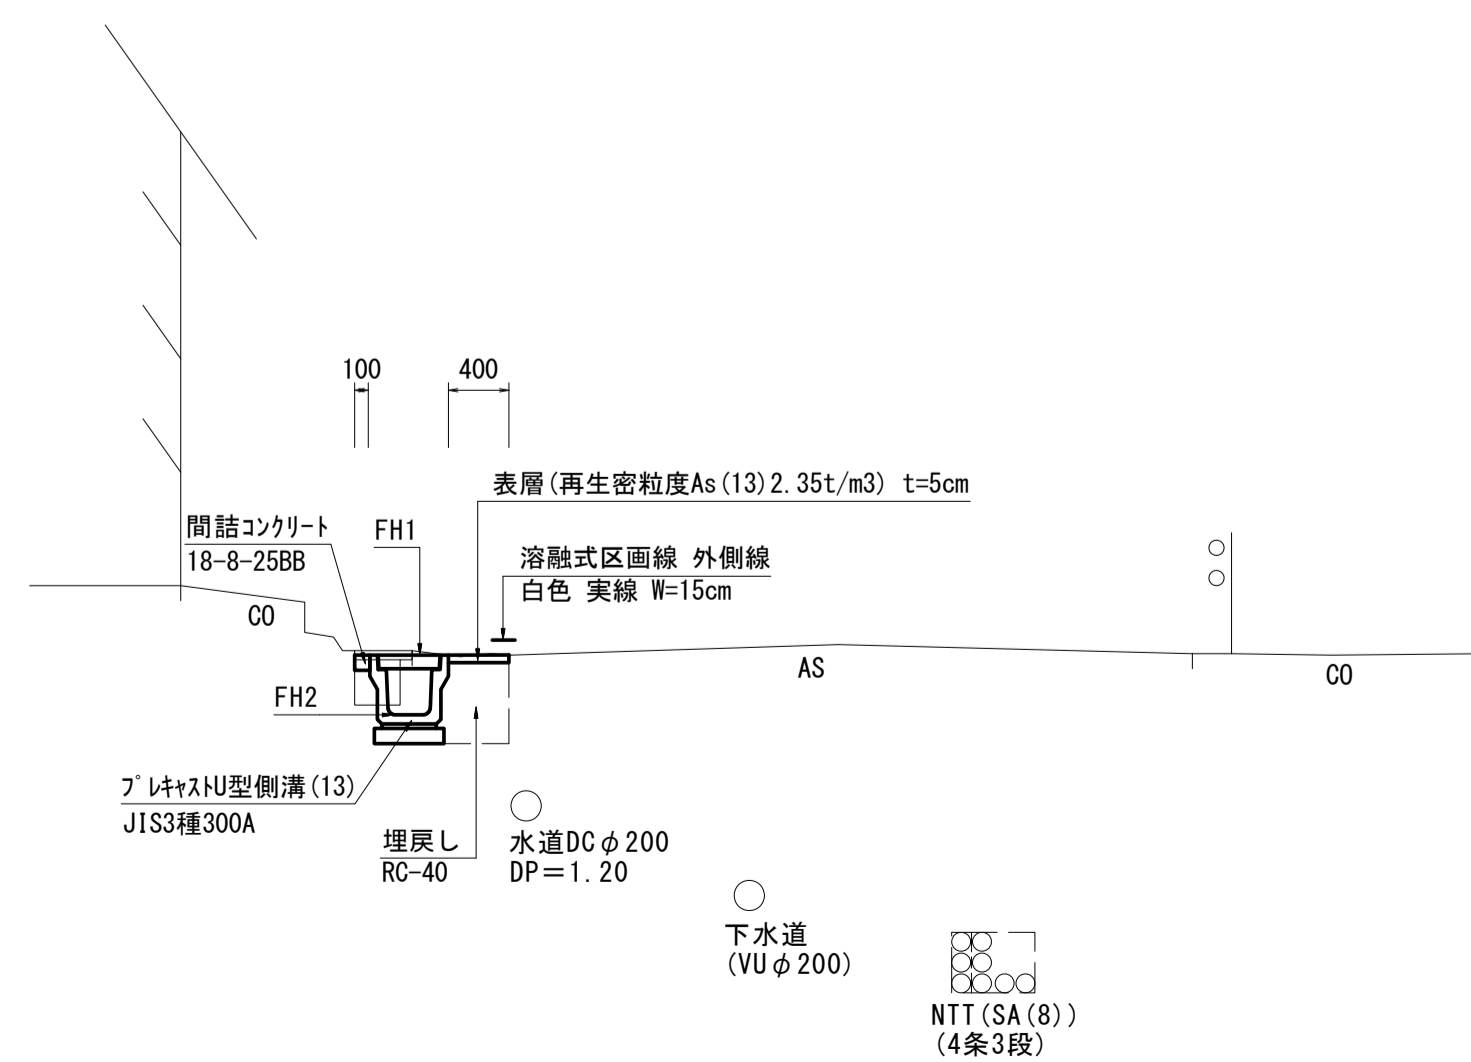 100
400
表層(再生密粒度As(13)2.35t/m3) t=5cm
間詰コンクリート
18-8-25BB
FH1
溶融式区画線 外側線
白色 実線 W=15cm
CO
AS
CO
FH2
プレキャストU型側溝(13)
JIS3種300A
埋戻し
RC-40
水道DCφ200
DP=1.20
下水道
(VUφ200)
NTT(SA(8))
(4条3段)